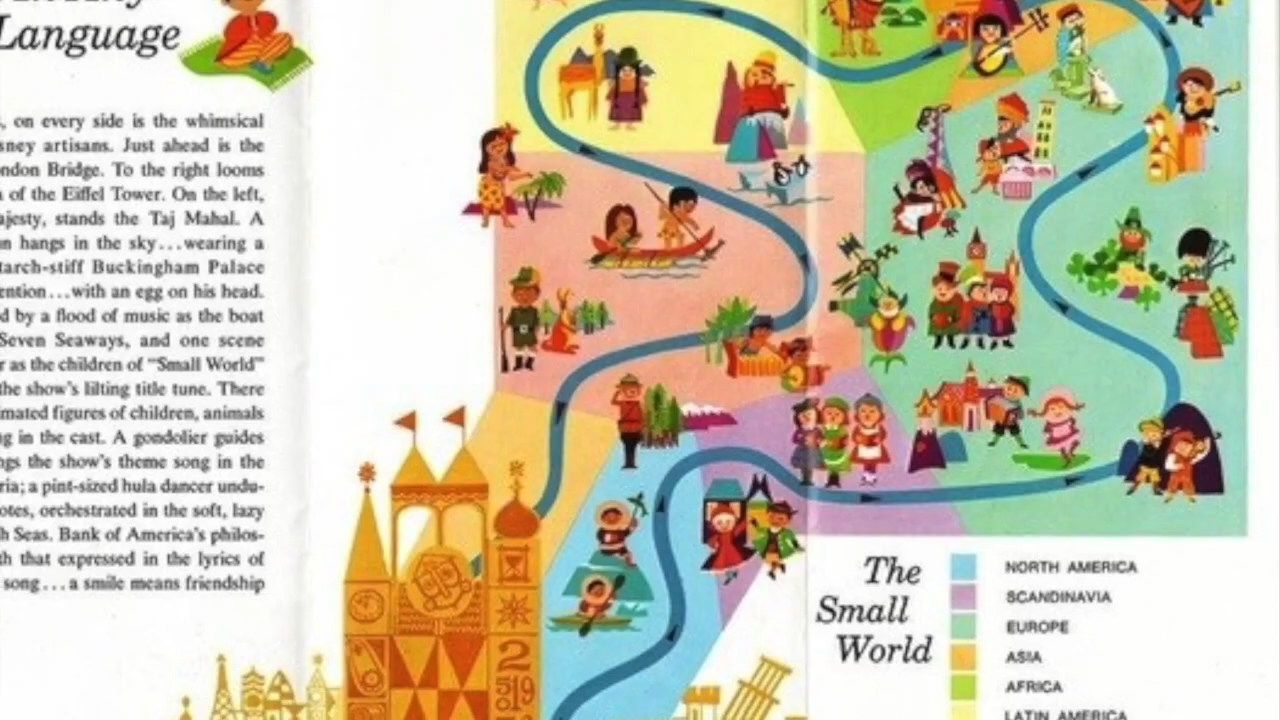 Language
, on every side is the whimsical
sney artisans. Just ahead is the
ndon Bridge. To the right looms
of the Eiffel Tower. On the left,
ajesty, stands the Taj Mahal. A
n hangs in the sky...wearing a
tarch-stiff Buckingham Palace
ention...with an egg on his head.
d by a flood of music as the boat
Seven Seaways, and one scene
r as the children of "Small World"
the show's lilting title tune. There
imated figures of children, animals
g in the cast. A gondolier guides
ngs the show's theme song in the
ria; a pint-sized hula dancer undu-
otes, orchestrated in the soft, lazy
h Seas. Bank of America's philos-
th that expressed in the lyrics of
song...a smile means friendship
2
519
The
Small
World
NORTH AMERICA
SCANDINAVIA
EUROPE
ASIA
AFRICA
LATIN AMERICA